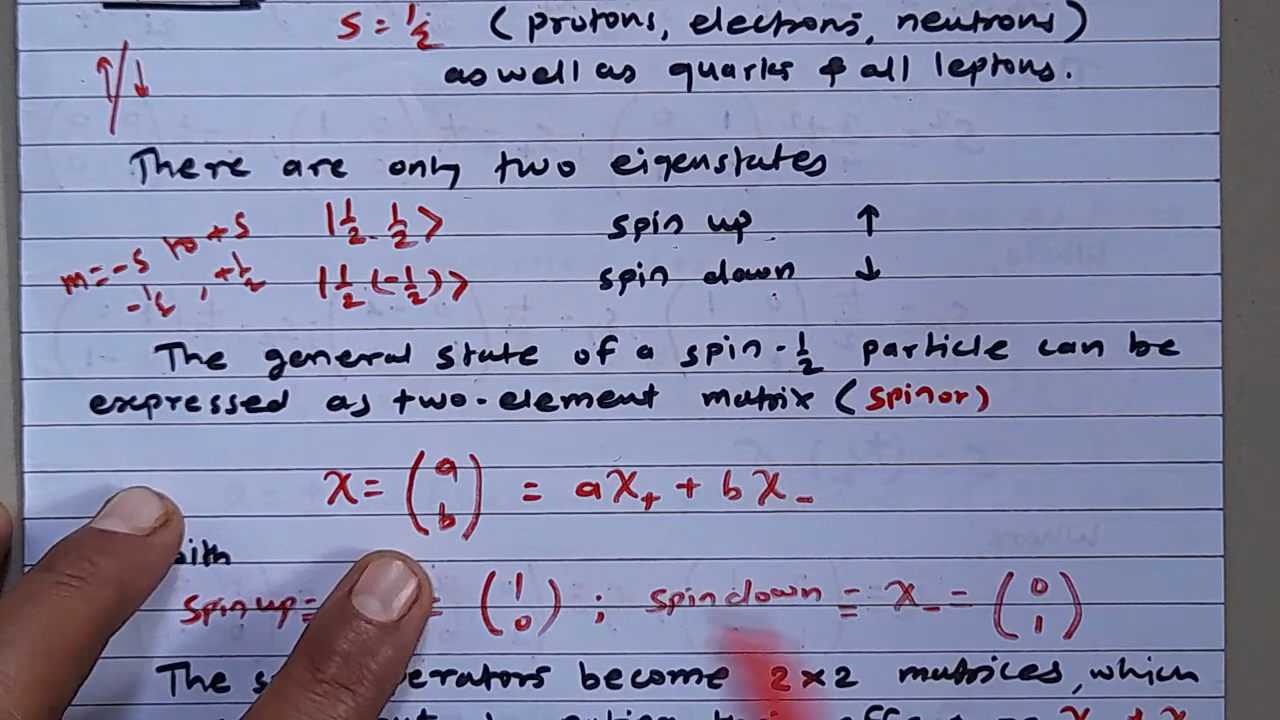 s = 1/2 (protons, electrons, neutrons)
as well as quarks & all leptons.
There are only two eigenstates
m = -s to +s |1/2 1/2> spin up ↑
-1/2, +1/2 |1/2 (-1/2)> spin down ↓
The general state of a spin-1/2 particle can be
expressed as two-element matrix (spinor)
χ = (a b) = aχ₊ + bχ₋
with
spin up = = (1 0) ; spin down = χ₋ = (0 1)
The erators become 2x2 matrices, which